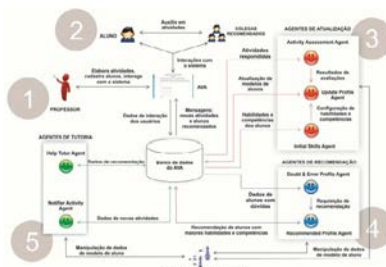 Auxílio em
atividades
2
ALUNO
COLEGAS
RECOMENDADOS
Interações com
o sistema
1
Elabora atividades,
cadastra alunos, interage
com o sistema
PROFESSOR
AVA
Dados de interação
dos usuários
Mensagens:
novas atividades e
alunos recomendados
Servidor de dados
do AVA
AGENTES DE ATUALIZAÇÃO
3
Activity Assessment Agent
Atividades
respondidas
Resultados de
avaliações
Atualização de
modelos de
alunos
Update Profile
Agent
Configuração de
habilidades e
competências
Habilidades e
competências
dos alunos
Initial Skills Agent
AGENTES DE TUTORIA
Help Tutor Agent
Dados de recomendação
Notifier Activity
Agent
Dados de novas atividades
5
AGENTES DE RECOMENDAÇÃO
Doubt & Error Profile Agent
Dados de
alunos com
dúvidas
Requisição de
recomendação
Recomendação de alunos com
maiores habilidades e competências
Recommended Profile Agent
4
Manipulação de dados
de modelo de aluno
Manipulação de dados
de modelo de aluno